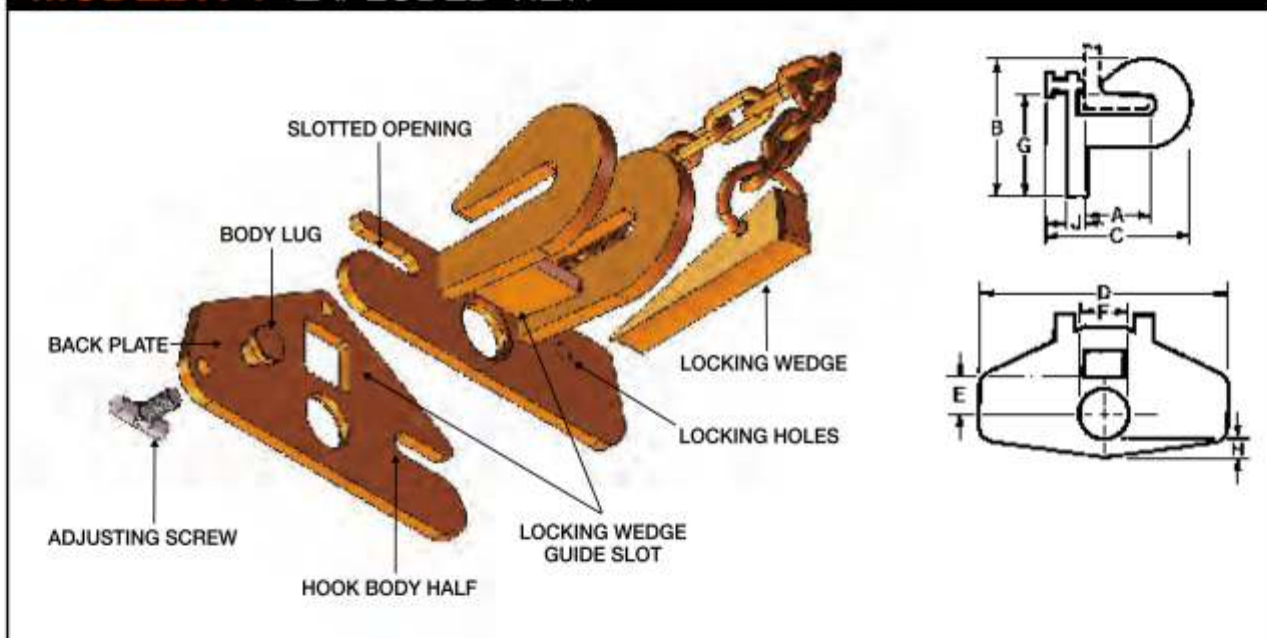 SLOTTED OPENING
BODY LUG
BACK PLATE
ADJUSTING SCREW
HOOK BODY HALF
LOCKING WEDGE
GUIDE SLOT
LOCKING HOLES
LOCKING WEDGE
B
G
J
A
C
D
F
E
H